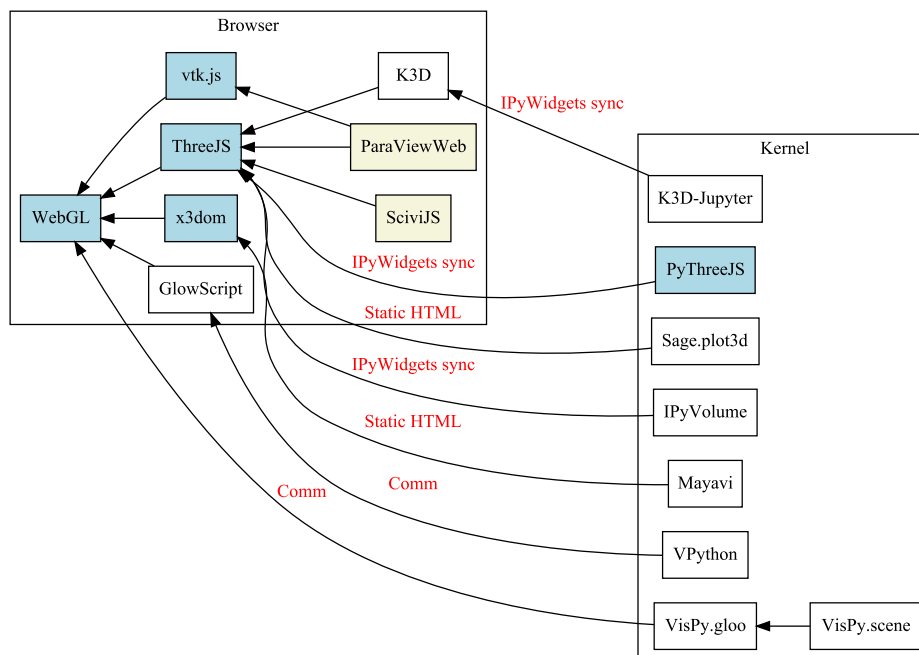 Browser
vtk.js
K3D
IPyWidgets sync
ThreeJS
ParaViewWeb
Kernel
K3D-Jupyter
WebGL
x3dom
SciviJS
IPyWidgets sync
PyThreeJS
GlowScript
Static HTML
Sage.plot3d
IPyWidgets sync
IPyVolume
Static HTML
Mayavi
Comm
Comm
VPython
VisPy.gloo
VisPy.scene